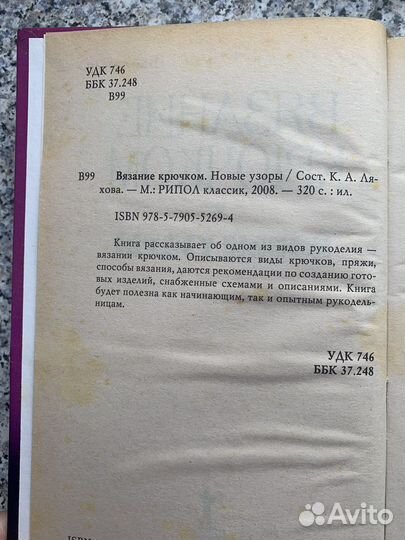 УДК 746
ББК 37.248
В99
В99 Вязание крючком. Новые узоры / Сост. К. А. Ля-
хова. — М.: РИПОЛ классик, 2008. — 320 с. : ил.
ISBN 978-5-7905-5269-4
Книга рассказывает об одном из видов рукоделия —
вязании крючком. Описываются виды крючков, пряжи,
способы вязания, даются рекомендации по созданию гото-
вых изделий, снабженные схемами и описаниями. Книга
будет полезна как начинающим, так и опытным рукодель-
ницам.
УДК 746
ББК 37.248
ISBN
Avito